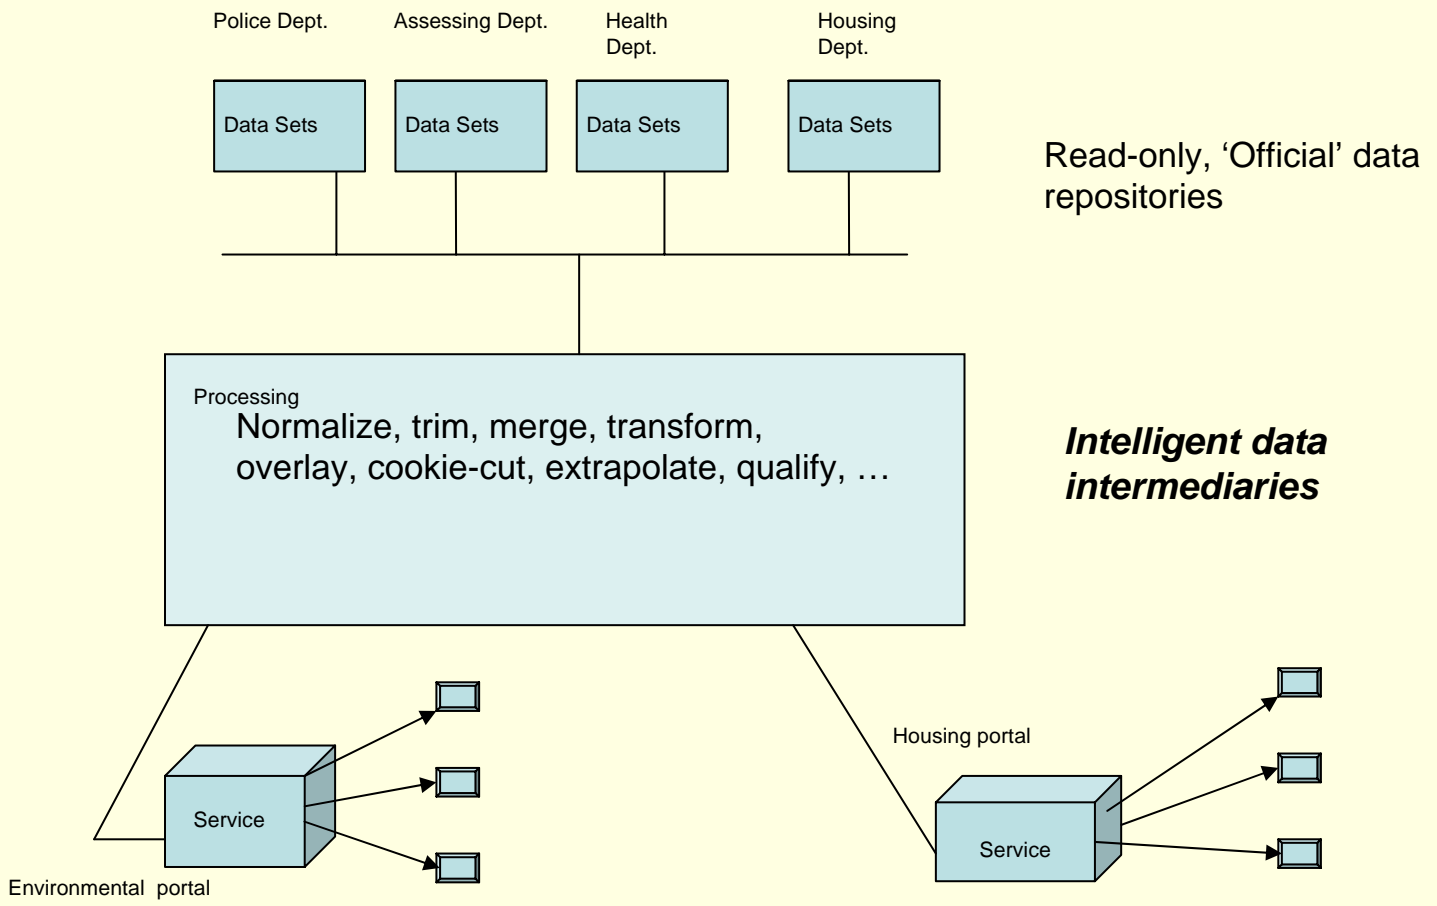 Police Dept.
Assessing Dept.
Health
Dept.
Housing
Dept.
Data Sets
Data Sets
Data Sets
Data Sets
Read-only, ‘Official’ data
repositories
Processing
Normalize, trim, merge, transform,
overlay, cookie-cut, extrapolate, qualify, …
Intelligent data
intermediaries
Housing portal
Service
Service
Environmental portal